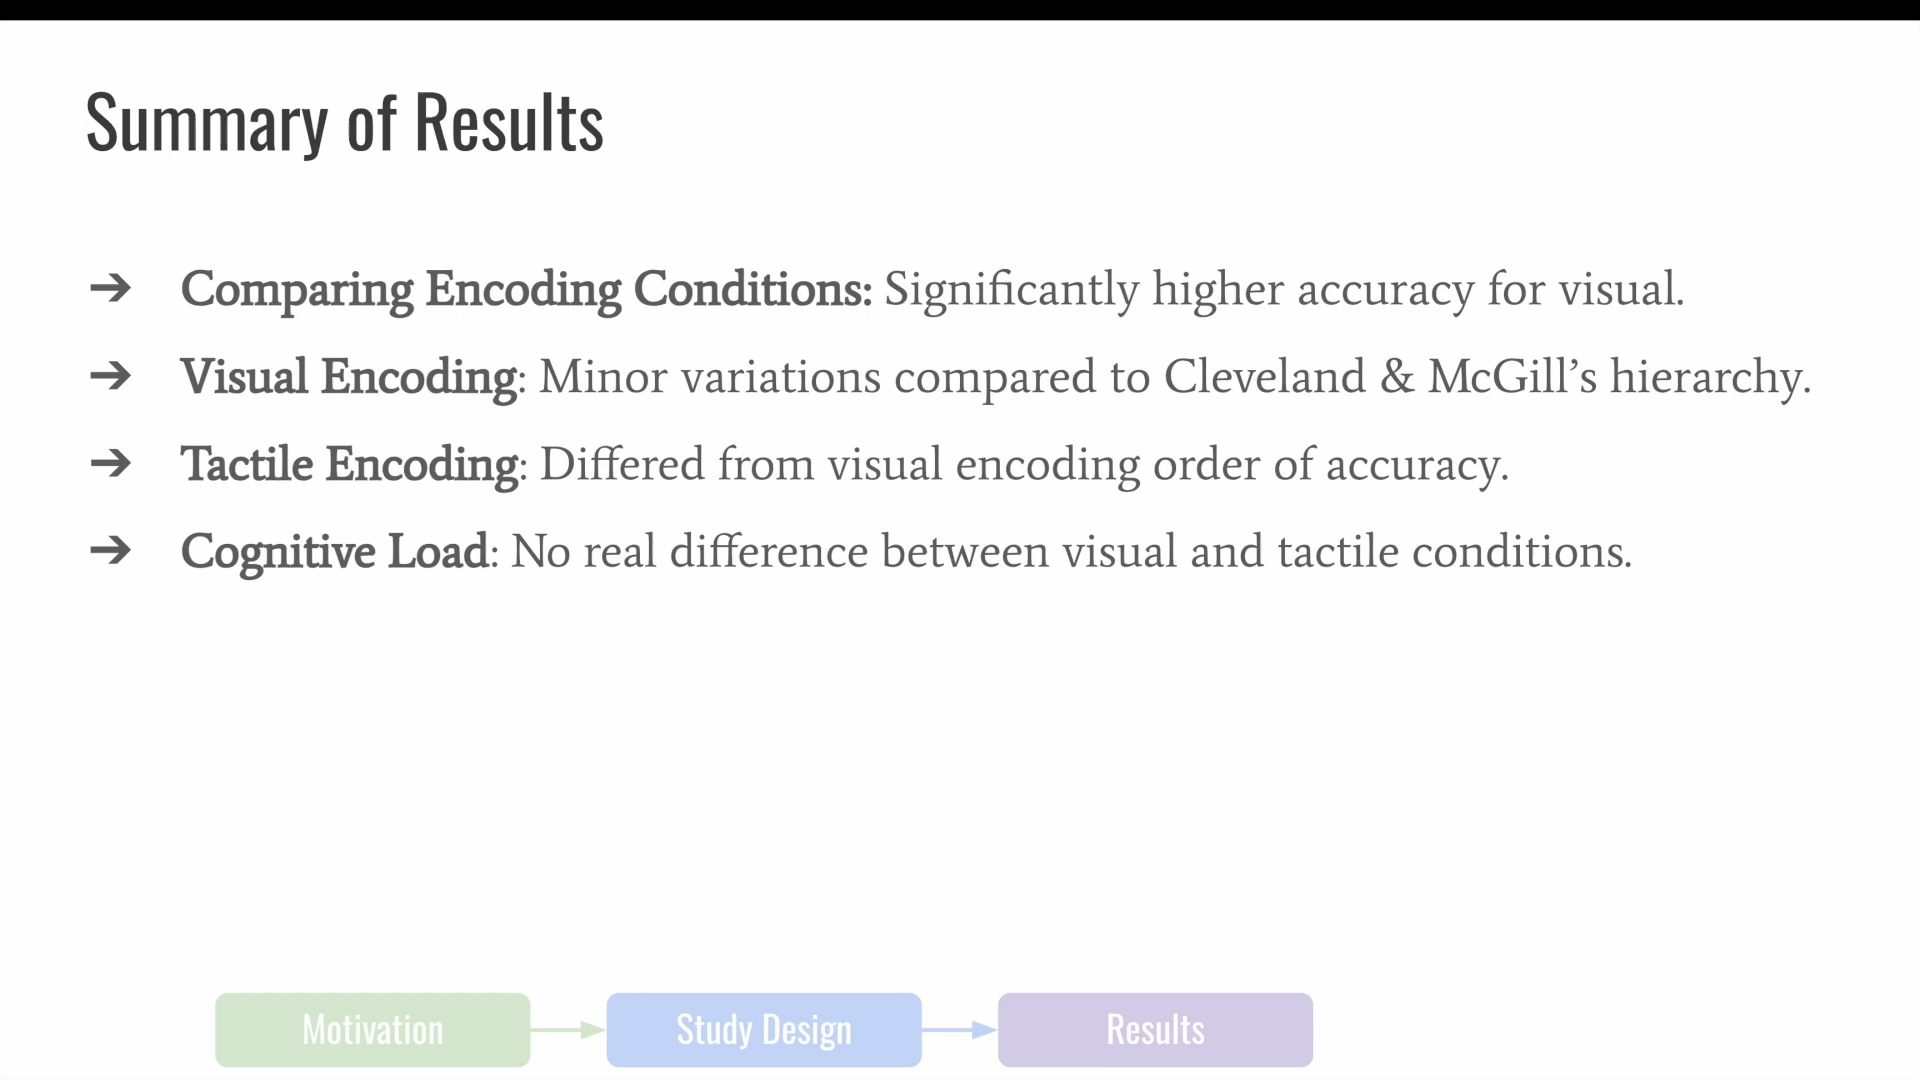 Summary of Results
➔ Comparing Encoding Conditions: Significantly higher accuracy for visual.
➔ Visual Encoding: Minor variations compared to Cleveland & McGill’s hierarchy.
➔ Tactile Encoding: Differed from visual encoding order of accuracy.
➔ Cognitive Load: No real difference between visual and tactile conditions.
Motivation Study Design Results